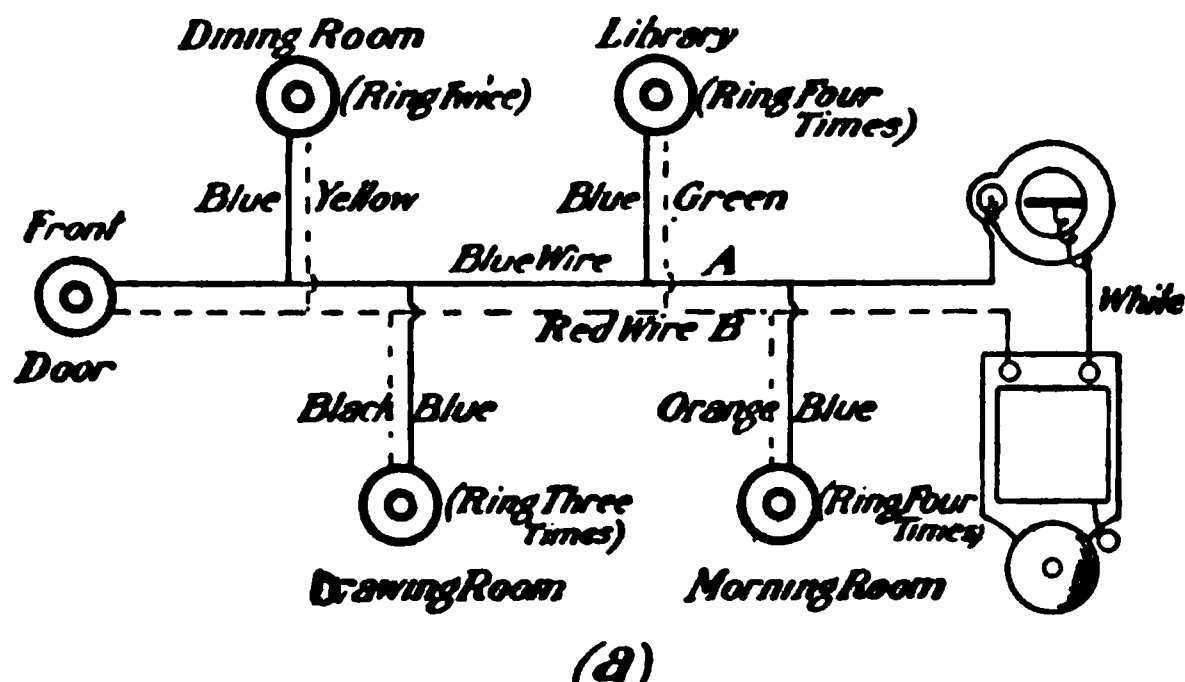 Dining Room
(Ring Twice)
Library
(Ring Four
Times)
Blue
Yellow
Blue
Green
Front
Door
Blue Wire
A
White
Red Wire B
Black
Blue
Orange
Blue
(Ring Three
Times)
(Ring Four
Times)
Drawing Room
Morning Room
(a)